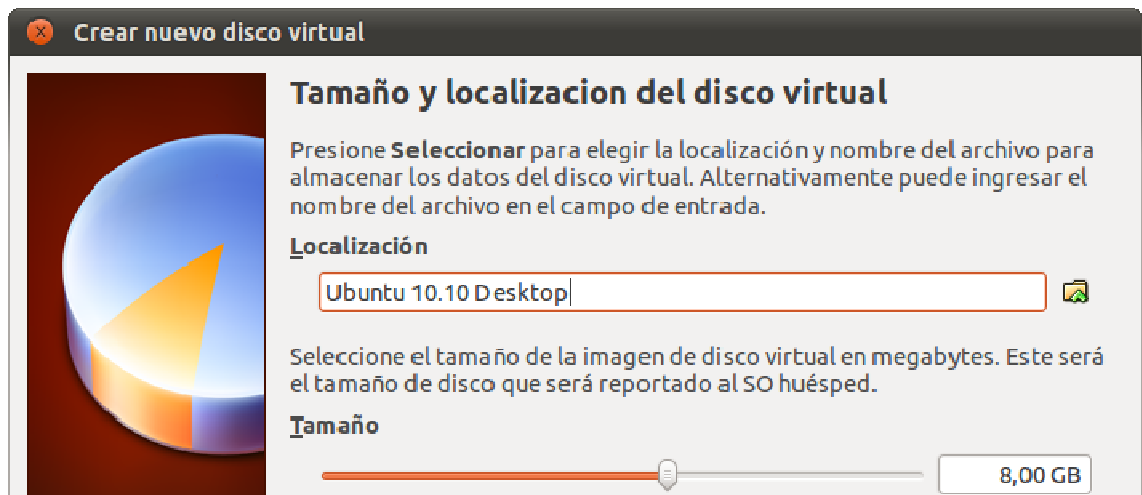 Crear nuevo disco virtual
Tamaño y localizacion del disco virtual
Presione Seleccionar para elegir la localización y nombre del archivo para
almacenar los datos del disco virtual. Alternativamente puede ingresar el
nombre del archivo en el campo de entrada.
Localización
Ubuntu 10.10 Desktop
Seleccione el tamaño de la imagen de disco virtual en megabytes. Este será
el tamaño de disco que será reportado al SO huésped.
Tamaño
8,00 GB